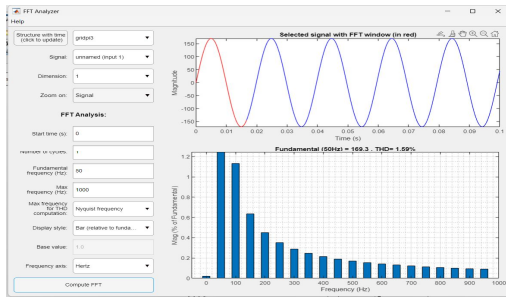 FFT Analyzer
Help
Structure with time
(click to update)
gridpi3
Signal
unnamed (input 1)
Dimension:
1
Zoom on:
Signal
FFT Analysis:
Start time (s):
0
Number of cycles:
1
Fundamental
frequency (Hz):
50
Max
frequency (Hz):
1000
Max frequency
for THD
computation:
Nyquist frequency
Display style:
Bar (relative to funda...
Base value:
1.0
Frequency axis:
Hertz
Compute FFT
Selected signal with FFT window (in red)
Magnitude
150
100
50
0
-50
-100
-150
0 0.01 0.02 0.03 0.04 0.05 0.06 0.07 0.08 0.09 0.1
Time (s)
Fundamental (50Hz) = 169.3 , THD= 1.59%
Mag (% of Fundamental)
1.2
1
0.8
0.6
0.4
0.2
0
0 100 200 300 400 500 600 700 800 900 1000
Frequency (Hz)